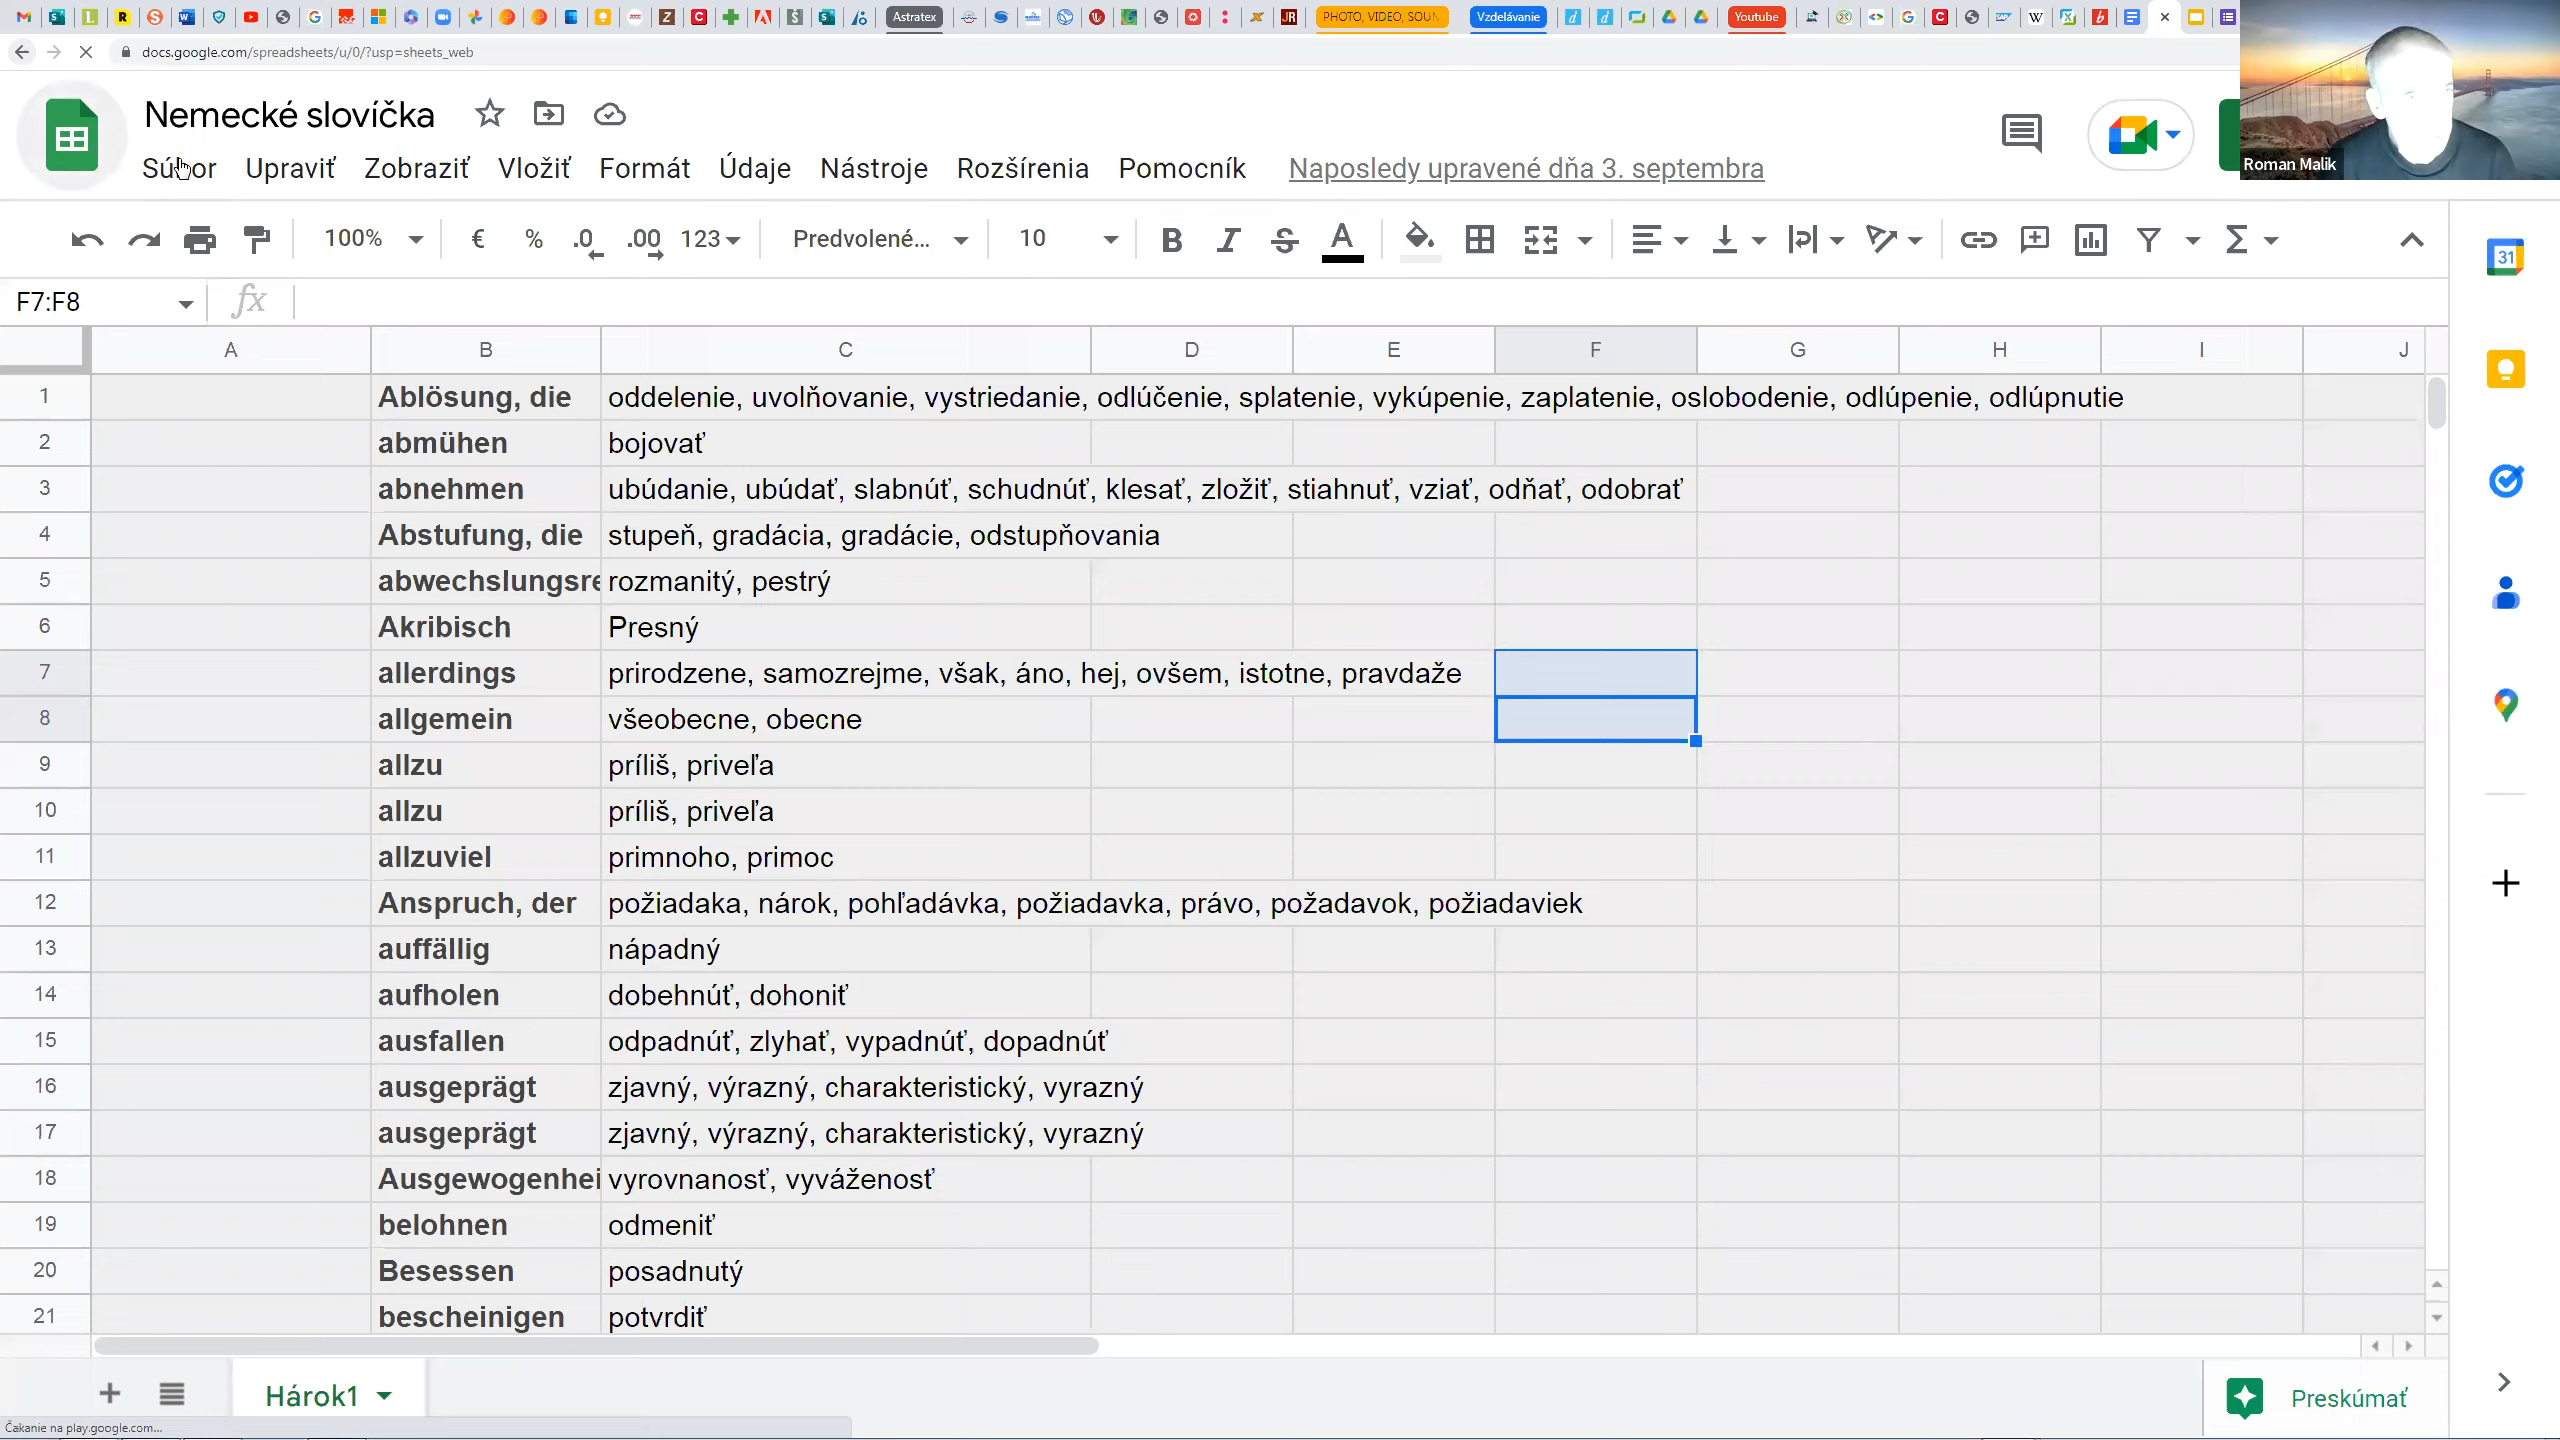 Astratex
PHOTO, VIDEO, SOUN
Vzdelávanie
Youtube
docs.google.com/spreadsheets/u/0/?usp=sheets_web
Nemecké slovíčka
Súbor Upraviť Zobraziť Vložiť Formát Údaje Nástroje Rozšírenia Pomocník Naposledy upravené dňa 3. septembra
Roman Malik
100% € % .0 .00 123 Predvolené... 10 B I S A
31
F7:F8 fx
A B C D E F G H I J
1 Ablösung, die oddelenie, uvolňovanie, vystriedanie, odlúčenie, splatenie, vykúpenie, zaplatenie, oslobodenie, odlúpenie, odlúpnutie
2 abmühen bojovať
3 abnehmen ubúdanie, ubúdať, slabnúť, schudnúť, klesať, zložiť, stiahnuť, vziať, odňať, odobrať
4 Abstufung, die stupeň, gradácia, gradácie, odstupňovania
5 abwechslungsre rozmanitý, pestrý
6 Akribisch Presný
7 allerdings prirodzene, samozrejme, však, áno, hej, ovšem, istotne, pravdaže
8 allgemein všeobecne, obecne
9 allzu príliš, priveľa
10 allzu príliš, priveľa
11 allzuviel primnoho, primoc
12 Anspruch, der požiadaka, nárok, pohľadávka, požiadavka, právo, požadavok, požiadaviek
13 auffällig nápadný
14 aufholen dobehnúť, dohoniť
15 ausfallen odpadnúť, zlyhať, vypadnúť, dopadnúť
16 ausgeprägt zjavný, výrazný, charakteristický, vyrazný
17 ausgeprägt zjavný, výrazný, charakteristický, vyrazný
18 Ausgewogenhei vyrovnanosť, vyváženosť
19 belohnen odmeniť
20 Besessen posadnutý
21 bescheinigen potvrdiť
Hárok1
Preskúmať
Čakanie na play.google.com...